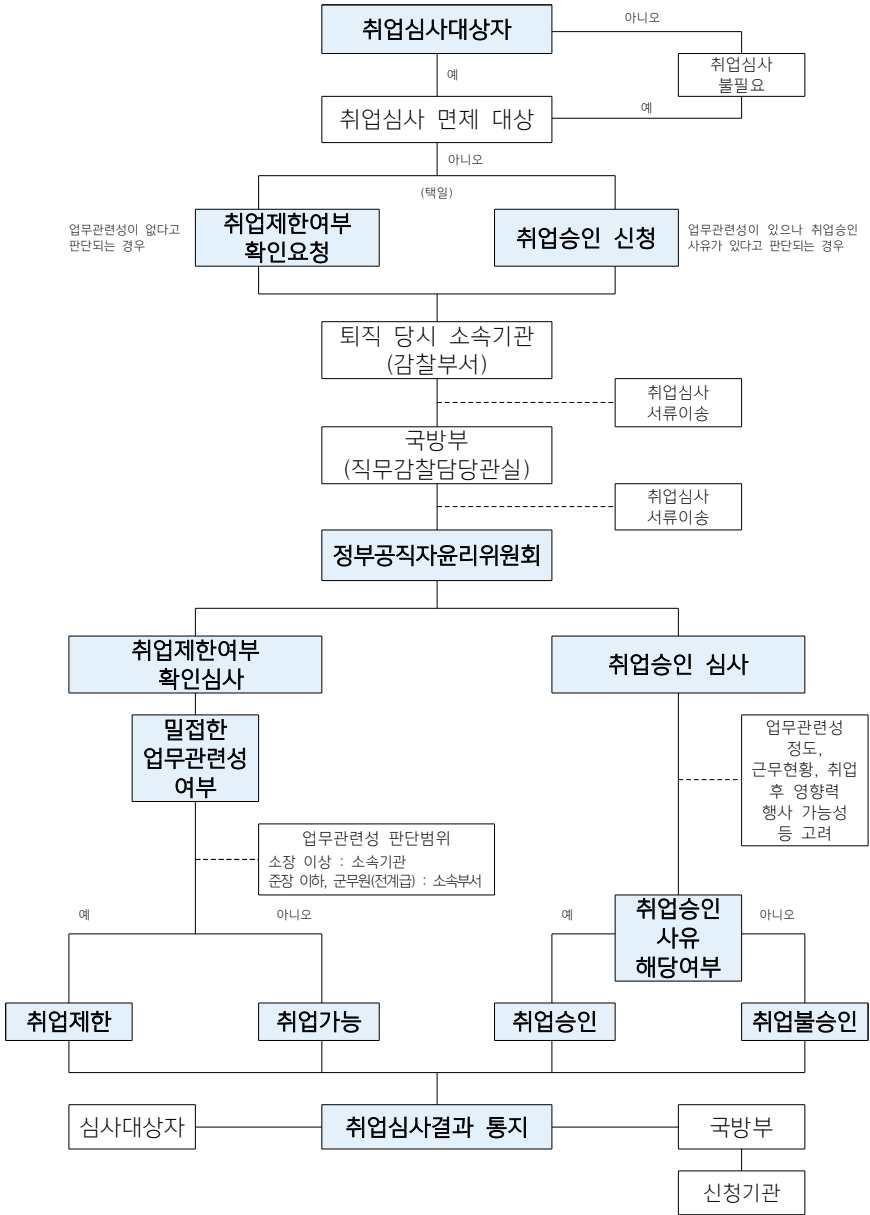 취업심사대상자
아니오
취업심사
불필요
예
취업심사 면제 대상
예
아니오
(택일)
업무관련성이 없다고
판단되는 경우
취업제한여부
확인요청
취업승인 신청
업무관련성이 있으나 취업승인
사유가 있다고 판단되는 경우
퇴직 당시 소속기관
(감찰부서)
취업심사
서류이송
국방부
(직무감찰담당관실)
취업심사
서류이송
정부공직자윤리위원회
취업제한여부
확인심사
취업승인 심사
밀접한
업무관련성
여부
업무관련성
정도,
근무현황, 취업
후 영향력
행사 가능성
등 고려
업무관련성 판단범위
소장 이상 : 소속기관
준장 이하, 군무원(전계급) : 소속부서
예
아니오
예
취업승인
사유
해당여부
아니오
취업제한
취업가능
취업승인
취업불승인
심사대상자
취업심사결과 통지
국방부
신청기관